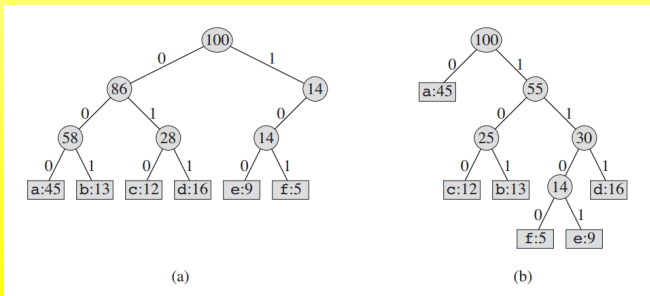 100 100
0 1 0 1
86 14 a:45 55
0 1 0 0 1
58 28 14 25 30
0 1 0 1 0 1 0 1 0 1
a:45 b:13 c:12 d:16 e:9 f:5 c:12 b:13 14 d:16
0 1
f:5 e:9
(a) (b)